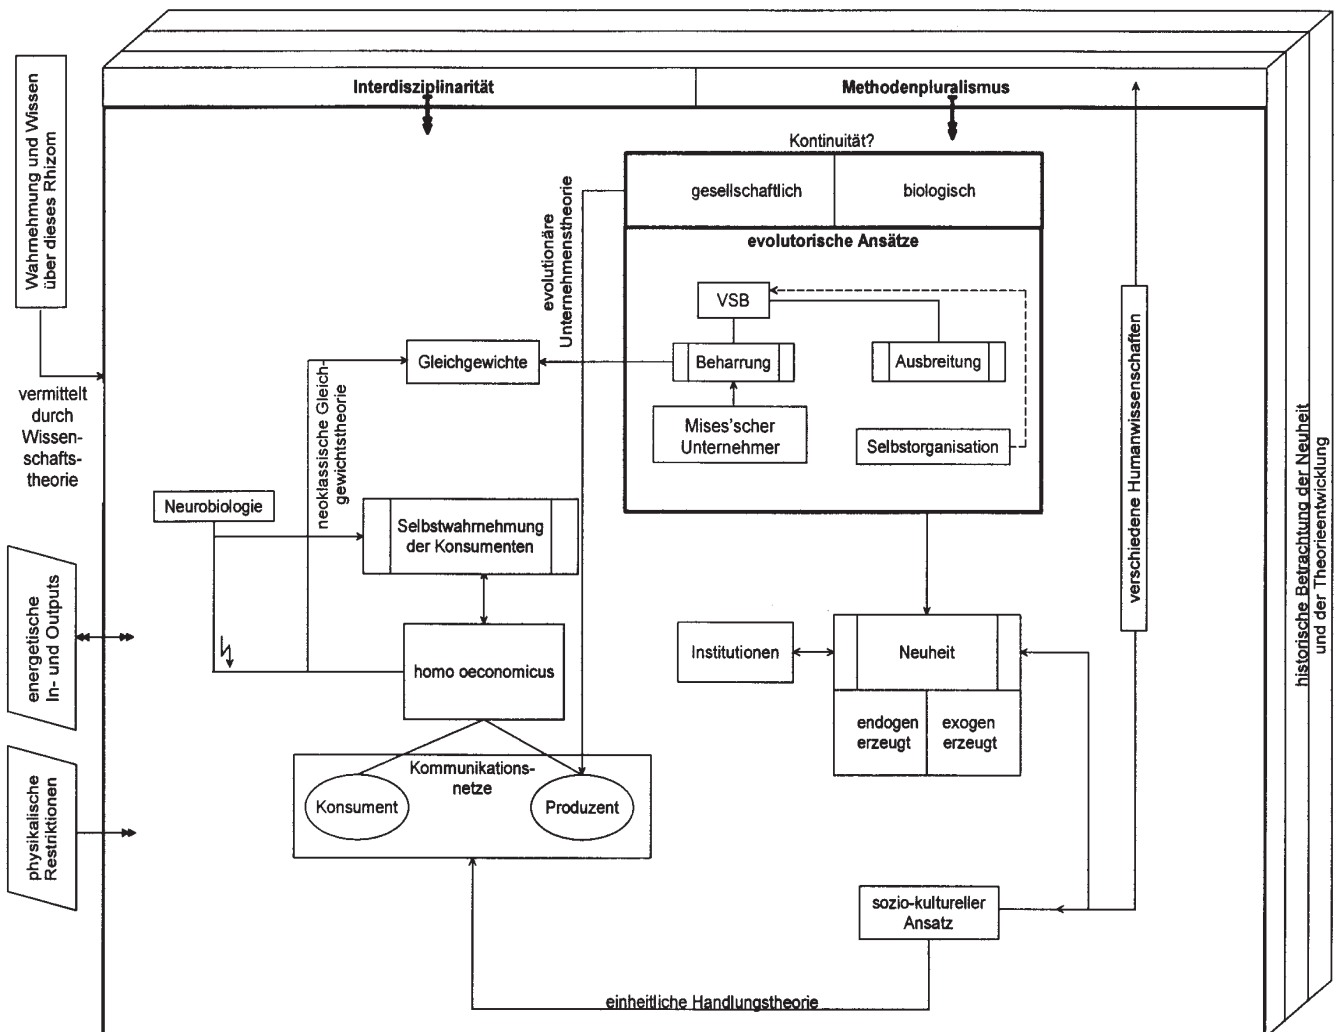 Interdisziplinarität
Methodenpluralismus
Wahrnehmung und Wissen
über dieses Rhizom
vermittelt
durch
Wissen-
schafts-
theorie
energetische
In- und Outputs
physikalische
Restriktionen
Kontinuität?
gesellschaftlich
biologisch
evolutorische Ansätze
VSB
Beharrung
Ausbreitung
Mises'scher
Unternehmer
Selbstorganisation
evolutionäre
Unternehmenstheorie
Gleichgewichte
neoklassische Gleich-
gewichtstheorie
Neurobiologie
Selbstwahrnehmung
der Konsumenten
homo oeconomicus
Kommunikations-
netze
Konsument
Produzent
Institutionen
Neuheit
endogen
erzeugt
exogen
erzeugt
sozio-kultureller
Ansatz
einheitliche Handlungstheorie
verschiedene Humanwissenschaften
historische Betrachtung der Neuheit
und der Theorieentwicklung